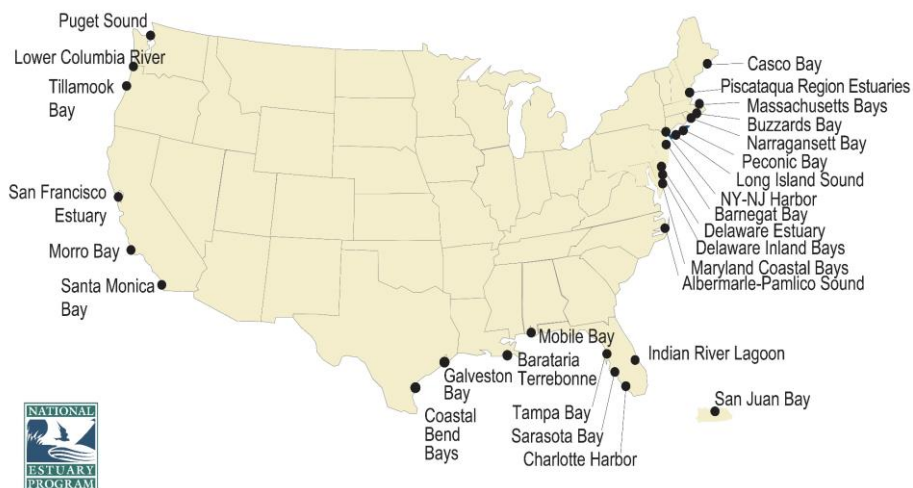 Puget Sound
Lower Columbia River
Tillamook
Bay
San Francisco
Estuary
Morro Bay
Santa Monica
Bay
Casco Bay
Piscataqua Region Estuaries
Massachusetts Bays
Buzzards Bay
Narragansett Bay
Peconic Bay
Long Island Sound
NY-NJ Harbor
Barnegat Bay
Delaware Estuary
Delaware Inland Bays
Maryland Coastal Bays
Albermarle-Pamlico Sound
Mobile Bay
Barataria
Terrebonne
Galveston
Bay
Coastal
Bend
Bays
Indian River Lagoon
Tampa Bay
Sarasota Bay
Charlotte Harbor
San Juan Bay
NATIONAL
ESTUARY
PROGRAM